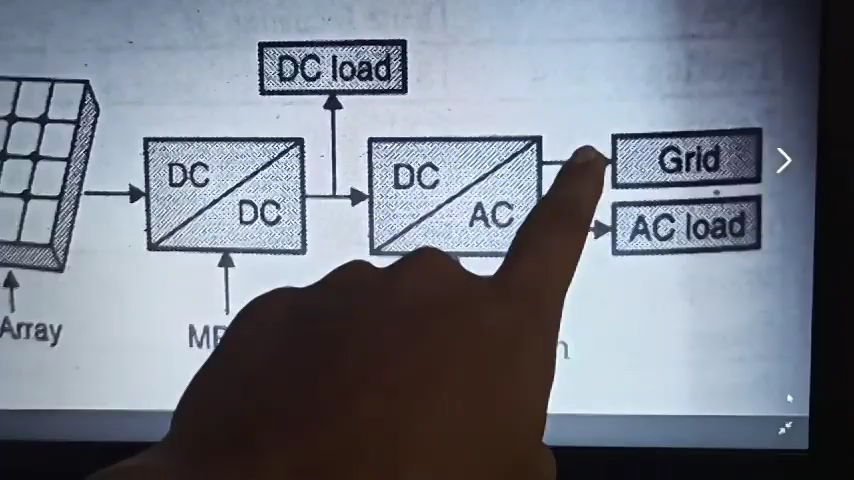 DC load
DC
DC
DC
AC
Grid
AC load
Array